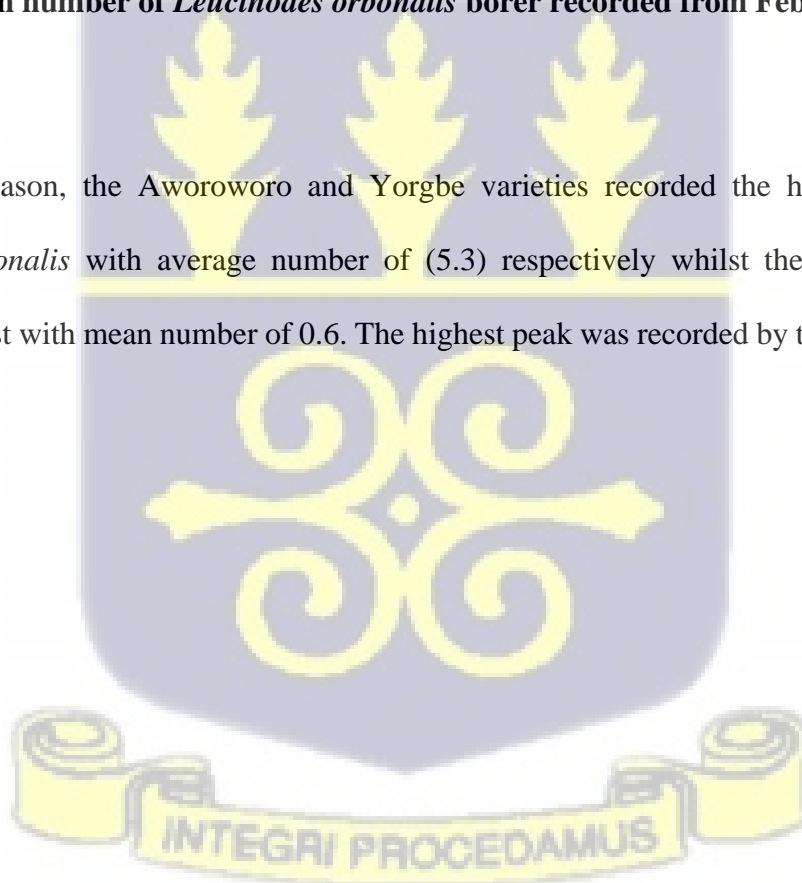 number of Leucinodes orbonalis borer recorded from Feb
ason, the Aworoworo and Yorgbe varieties recorded the h
onalis with average number of (5.3) respectively whilst the
st with mean number of 0.6. The highest peak was recorded by t
INTEGRI PROCEDAMUS